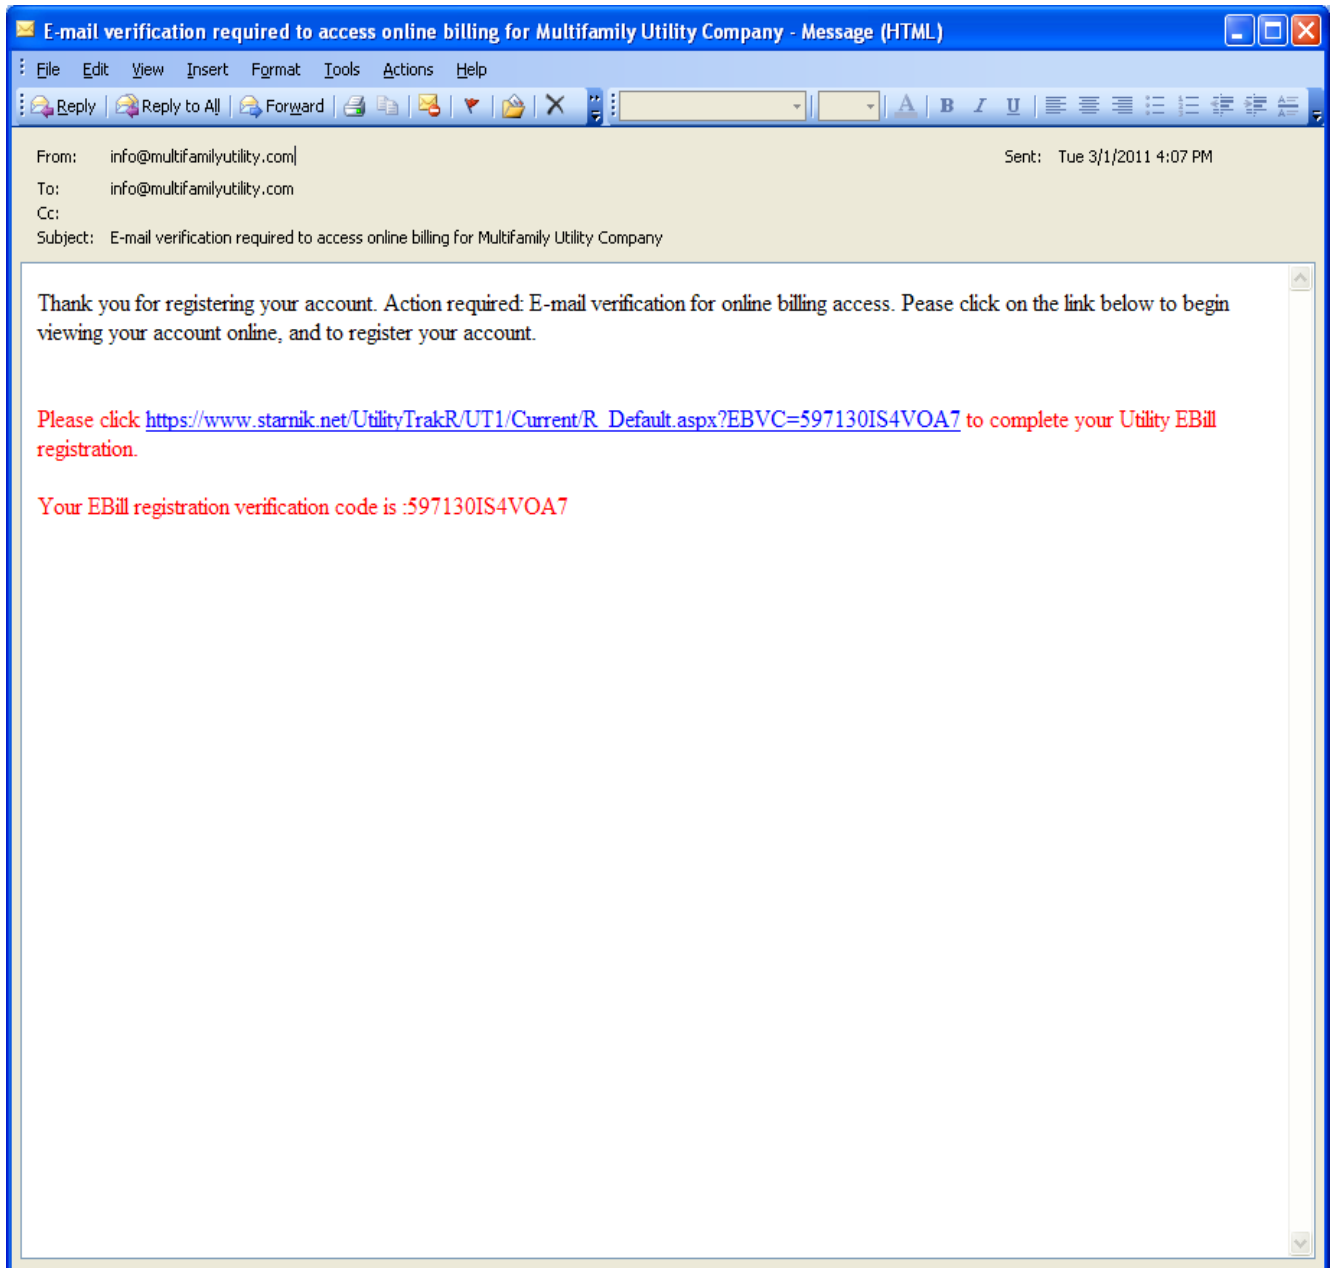 E-mail verification required to access online billing for Multifamily Utility Company - Message (HTML)
File Edit View Insert Format Tools Actions Help
Reply Reply to All Forward A B I U
From: info@multifamilyutility.com Sent: Tue 3/1/2011 4:07 PM
To: info@multifamilyutility.com
Cc:
Subject: E-mail verification required to access online billing for Multifamily Utility Company
Thank you for registering your account. Action required: E-mail verification for online billing access. Pease click on the link below to begin
viewing your account online, and to register your account.
Please click https://www.starnik.net/UtilityTrakR/UT1/Current/R_Default.aspx?EBVC=597130IS4VOA7 to complete your Utility EBill
registration.
Your EBill registration verification code is :597130IS4VOA7